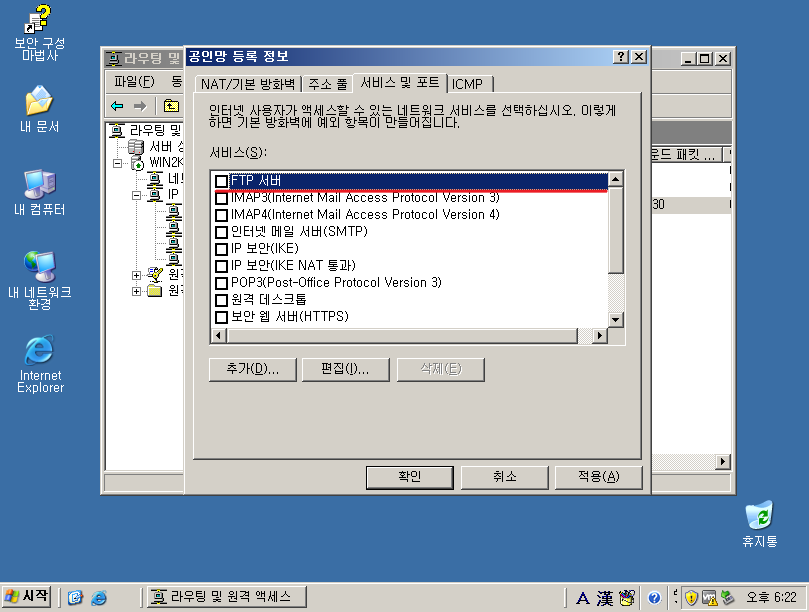 보안 구성
마법사
내 문서
내 컴퓨터
내 네트워크
환경
Internet
Explorer
휴지통
라우팅 및
파일(F) 동
라우팅 및
서버 상
WIN2K
네트
IP
원격
원격
운드 패킷 ...
30
공인망 등록 정보
NAT/기본 방화벽
주소 풀
서비스 및 포트
ICMP
인터넷 사용자가 액세스할 수 있는 네트워크 서비스를 선택하십시오. 이렇게
하면 기본 방화벽에 예외 항목이 만들어집니다.
서비스(S):
FTP 서버
IMAP3(Internet Mail Access Protocol Version 3)
IMAP4(Internet Mail Access Protocol Version 4)
인터넷 메일 서버(SMTP)
IP 보안(IKE)
IP 보안(IKE NAT 통과)
POP3(Post-Office Protocol Version 3)
원격 데스크톱
보안 웹 서버(HTTPS)
추가(D)...
편집(I)...
삭제(E)
확인
취소
적용(A)
시작
라우팅 및 원격 액세스
A 漢
오후 6:22